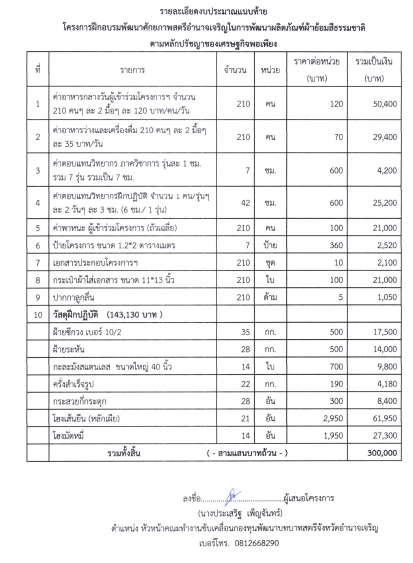 รายละเอียดงบประมาณแนบท้าย
โครงการฝึกอบรมพัฒนาศักยภาพสตรีอำนาจเจริญในการพัฒนาผลิตภัณฑ์ผ้าย้อมสีธรรมชาติ
ตามหลักปรัชญาของเศรษฐกิจพอเพียง
ที่ รายการ จำนวน หน่วย ราคาต่อหน่วย (บาท) รวมเป็นเงิน (บาท)
1 ค่าอาหารกลางวันผู้เข้าร่วมโครงการฯ จำนวน 210 คน 120 50,400
210 คนๆ ละ 2 มื้อๆ ละ 120 บาท/คน/วัน
2 ค่าอาหารว่างและเครื่องดื่ม 210 คนๆ ละ 2 มื้อๆ 210 คน 70 29,400
ละ 35 บาท/วัน
3 ค่าตอบแทนวิทยากร ภาควิชาการ รุ่นละ 1 ชม. 7 ชม. 600 4,200
รวม 7 รุ่น รวมเป็น 7 ชม.
4 ค่าตอบแทนวิทยากรฝึกปฏิบัติ จำนวน 1 คน/รุ่นๆ 42 ชม. 600 25,200
ละ 2 วันๆ ละ 3 ชม. (6 ชม./ 1 รุ่น)
5 ค่าพาหนะ ผู้เข้าร่วมโครงการ (ถัวเฉลี่ย) 210 คน 100 21,000
6 ป้ายโครงการ ขนาด 1.2*2 ตารางเมตร 7 ป้าย 360 2,520
7 เอกสารประกอบโครงการฯ 210 ชุด 10 2,100
8 กระเป๋าผ้าใส่เอกสาร ขนาด 11*13 นิ้ว 210 ใบ 100 21,000
9 ปากกาลูกลื่น 210 ด้าม 5 1,050
10 วัสดุฝึกปฏิบัติ (143,130 บาท )
ฝ้ายซีกวง เบอร์ 10/2 35 กก. 500 17,500
ฝ้ายระหัน 28 กก. 500 14,000
กะละมังสแตนเลส ขนาดใหญ่ 40 นิ้ว 14 ใบ 700 9,800
ครั่งสำเร็จรูป 22 กก. 190 4,180
กระสวยกี่กระตุก 28 อัน 300 8,400
โฮงเส้นยืน (หลักเผีย) 21 อัน 2,950 61,950
โฮงมัดหมี่ 14 อัน 1,950 27,300
รวมทั้งสิ้น ( - สามแสนบาทถ้วน - ) 300,000
ลงชื่อ..............................ผู้เสนอโครงการ
(นางประเสริฐ เพ็ญจันทร์)
ตำแหน่ง หัวหน้าคณะทำงานขับเคลื่อนกองทุนพัฒนาบทบาทสตรีจังหวัดอำนาจเจริญ
เบอร์โทร. 0812668290